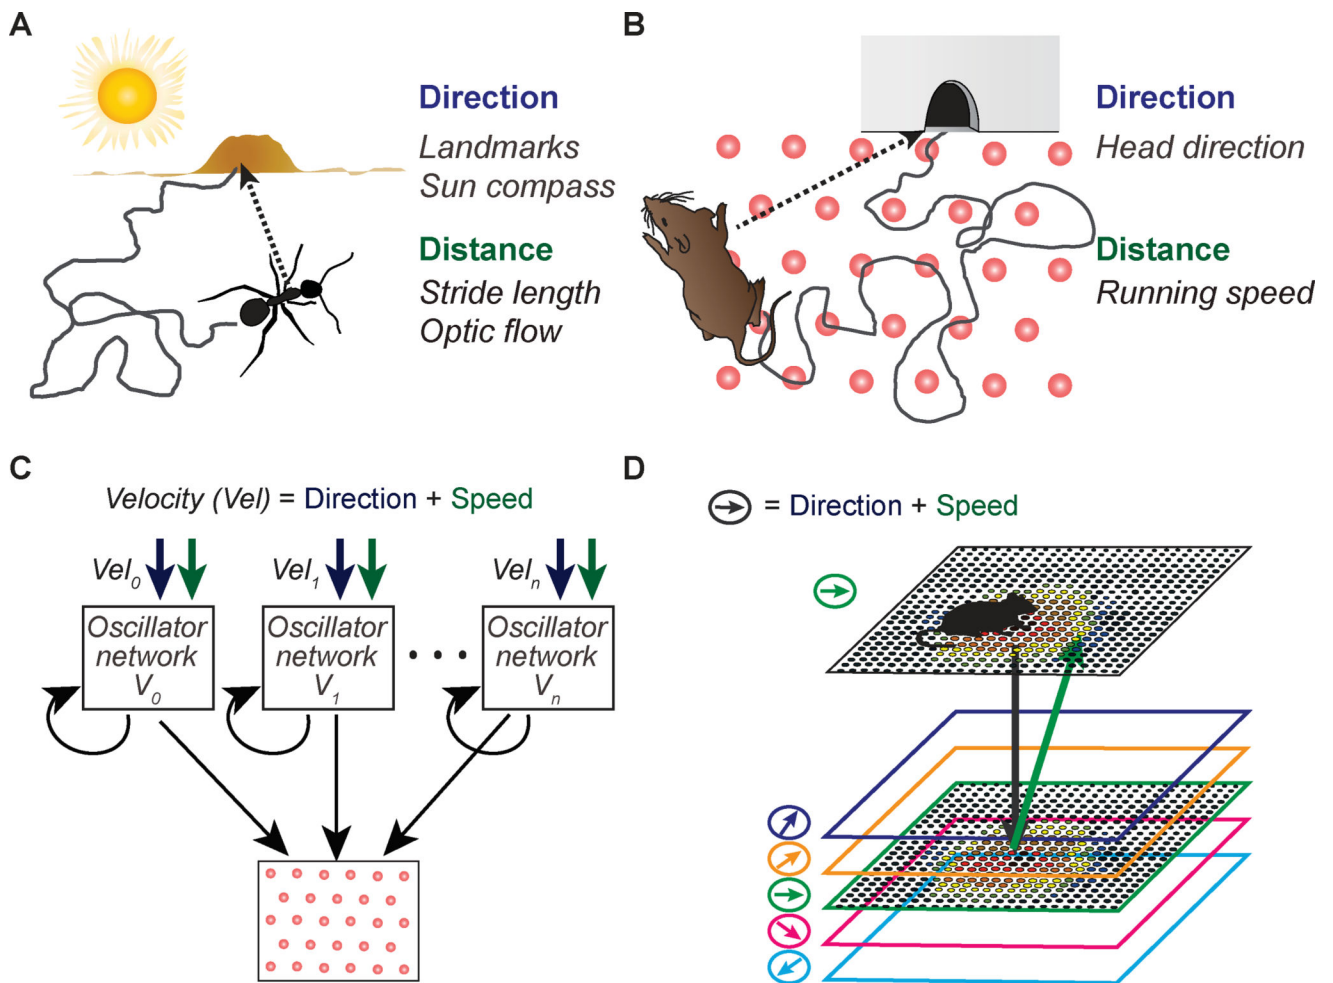 A
Direction
Landmarks
Sun compass
Distance
Stride length
Optic flow
B
Direction
Head direction
Distance
Running speed
C
Velocity (Vel) = Direction + Speed
Vel0
Vel1
Veln
Oscillator
network
V0
Oscillator
network
V1
. . .
Oscillator
network
Vn
D
= Direction + Speed